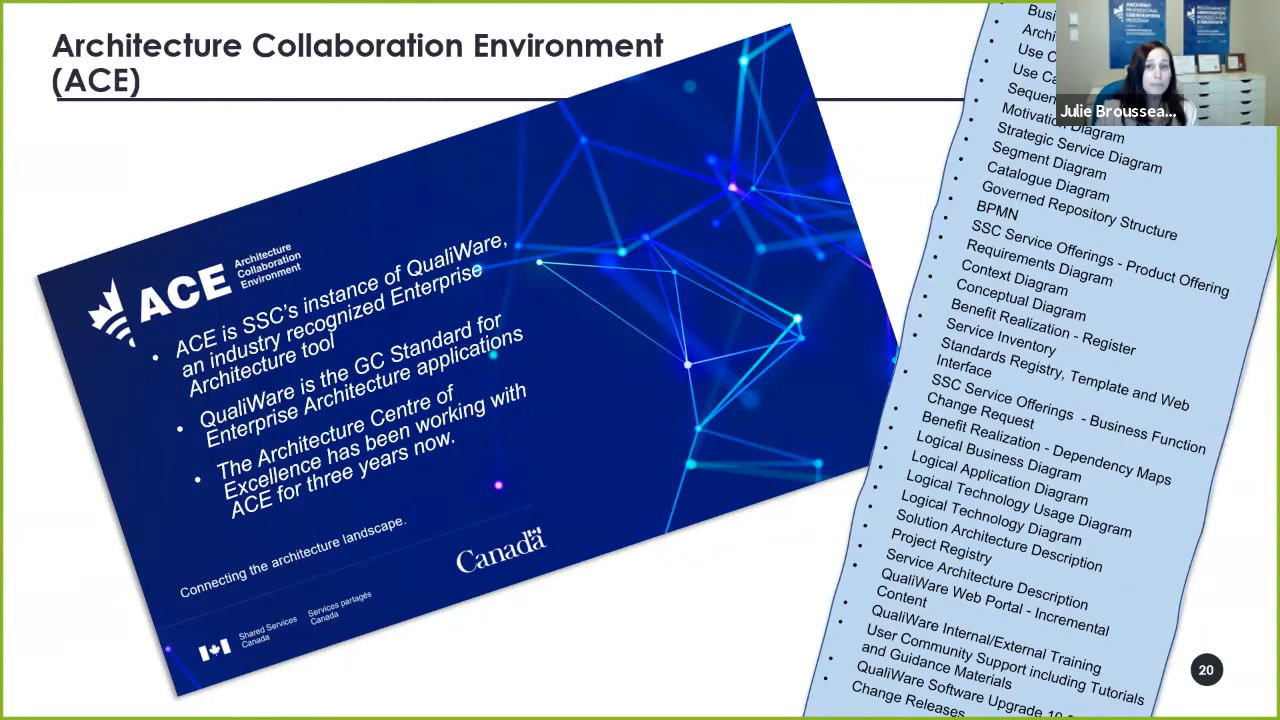 Architecture Collaboration Environment
(ACE)
ACE
Architecture
Collaboration
Environment
• ACE is SSC's instance of QualiWare,
an industry recognized Enterprise
Architecture tool
• QualiWare is the GC Standard for
Enterprise Architecture applications
• The Architecture Centre of
Excellence has been working with
ACE for three years now.
Connecting the architecture landscape.
Canada
Shared Services
Canada
Services partagés
Canada
Julie Broussea...
• Motivation Diagram
• Strategic Service Diagram
• Segment Diagram
• Catalogue Diagram
• Governed Repository Structure
• BPMN
• SSC Service Offerings - Product Offering
• Requirements Diagram
• Context Diagram
• Conceptual Diagram
• Benefit Realization - Register
• Service Inventory
• Standards Registry, Template and Web
Interface
• SSC Service Offerings - Business Function
Change Request
• Benefit Realization - Dependency Maps
• Logical Business Diagram
• Logical Application Diagram
• Logical Technology Usage Diagram
• Logical Technology Diagram
• Solution Architecture Description
• Project Registry
• Service Architecture Description
• QualiWare Web Portal - Incremental
Content
• QualiWare Internal/External Training
• User Community Support including Tutorials
and Guidance Materials
• QualiWare Software Upgrade
• Change Releases
20